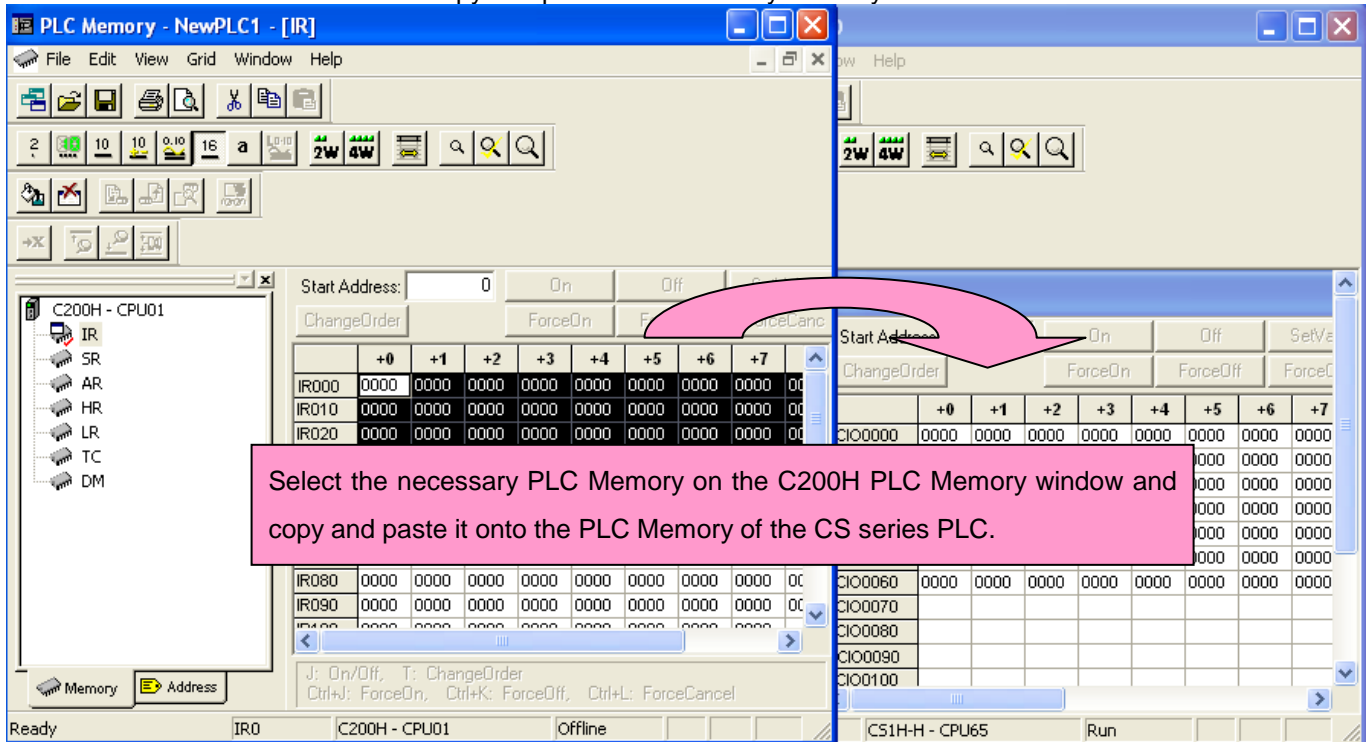 PLC Memory - NewPLC1 - [IR]
File Edit View Grid Window Help
Help
2 10 10 0.10 16 a 2W 4W
2W 4W
C200H - CPU01
IR
SR
AR
HR
LR
TC
DM
Memory Address
Start Address: 0 On Off
ChangeOrder ForceOn
+0 +1 +2 +3 +4 +5 +6 +7
IR000 0000 0000 0000 0000 0000 0000 0000 0000
IR010 0000 0000 0000 0000 0000 0000 0000 0000
IR020 0000 0000 0000 0000 0000 0000 0000 0000
IR080 0000 0000 0000 0000 0000 0000 0000 0000
IR090 0000 0000 0000 0000 0000 0000 0000 0000
J: On/Off, T: ChangeOrder
Ctrl+J: ForceOn, Ctrl+K: ForceOff, Ctrl+L: ForceCancel
Ready IR0 C200H - CPU01 Offline
Start On Off SetVa
ChangeOrder ForceOn ForceOff ForceC
+0 +1 +2 +3 +4 +5 +6 +7
CIO0000 0000 0000 0000 0000 0000 0000 0000 0000
Select the necessary PLC Memory on the C200H PLC Memory window and
copy and paste it onto the PLC Memory of the CS series PLC.
CIO0060 0000 0000 0000 0000 0000 0000 0000 0000
CIO0070
CIO0080
CIO0090
CIO0100
CS1H-H - CPU65 Run